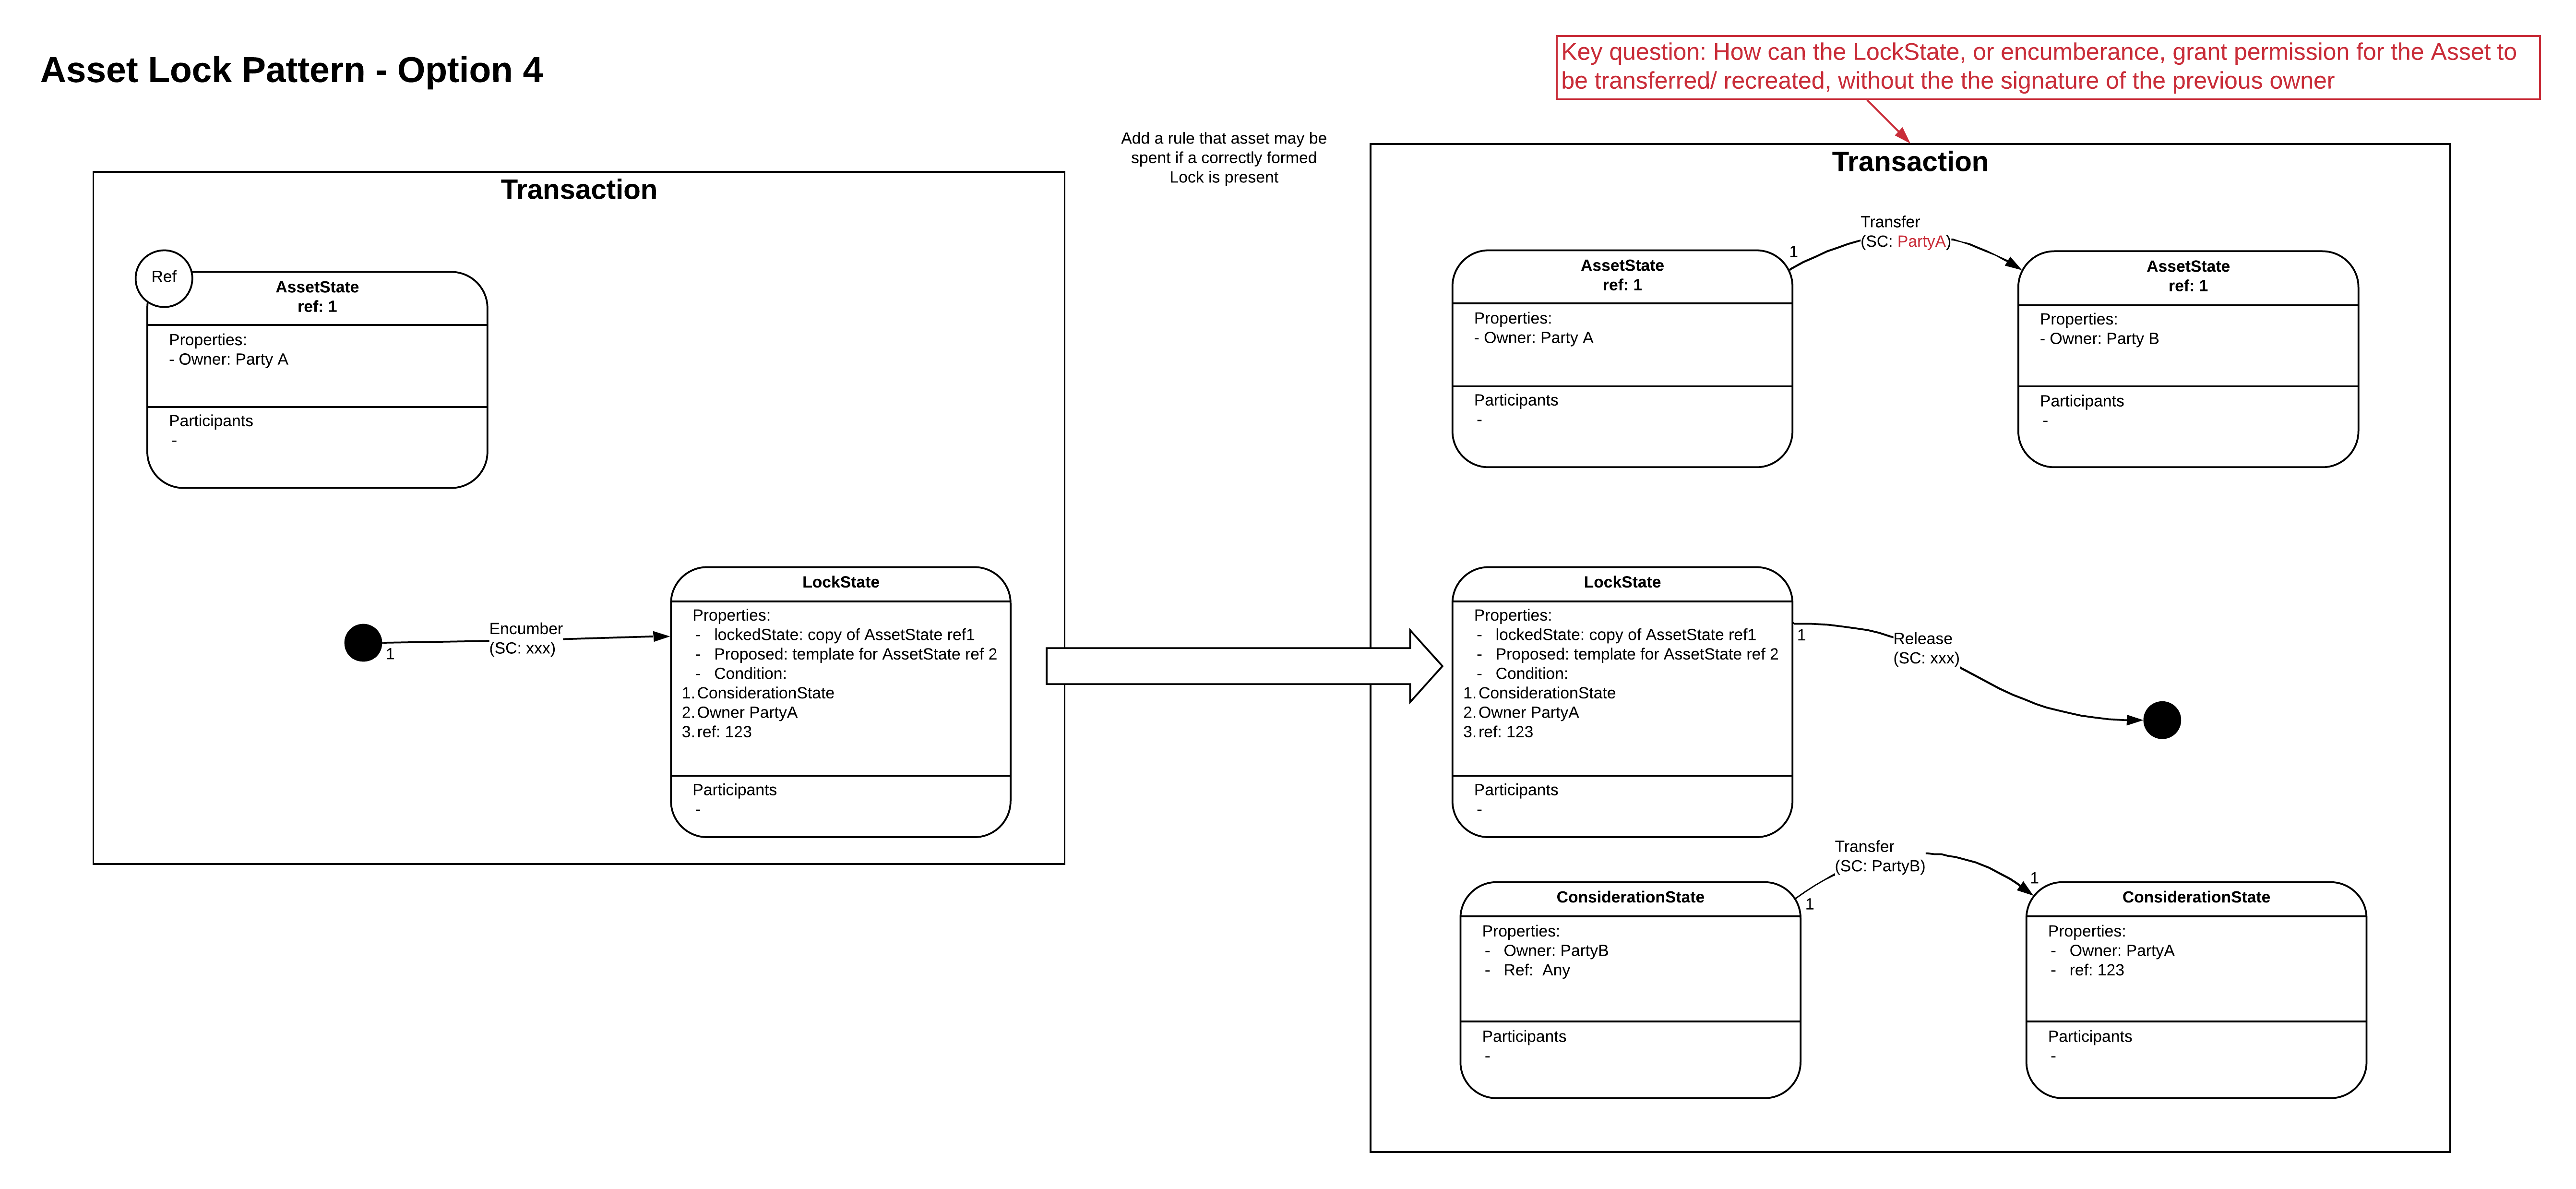 Asset Lock Pattern - Option 4
Key question: How can the LockState, or encumberance, grant permission for the Asset to
be transferred/ recreated, without the the signature of the previous owner
Add a rule that asset may be
spent if a correctly formed
Lock is present
Transaction
Ref
AssetState
ref: 1
Properties:
- Owner: Party A
Participants
-
1
Encumber
(SC: xxx)
LockState
Properties:
- lockedState: copy of AssetState ref1
- Proposed: template for AssetState ref 2
- Condition:
1. ConsiderationState
2. Owner PartyA
3. ref: 123
Participants
-
Transaction
AssetState
ref: 1
Properties:
- Owner: Party A
Participants
-
1
Transfer
(SC: PartyA)
AssetState
ref: 1
Properties:
- Owner: Party B
Participants
-
LockState
Properties:
- lockedState: copy of AssetState ref1
- Proposed: template for AssetState ref 2
- Condition:
1. ConsiderationState
2. Owner PartyA
3. ref: 123
Participants
-
1
Release
(SC: xxx)
ConsiderationState
Properties:
- Owner: PartyB
- Ref: Any
Participants
-
1
Transfer
(SC: PartyB)
1
ConsiderationState
Properties:
- Owner: PartyA
- ref: 123
Participants
-